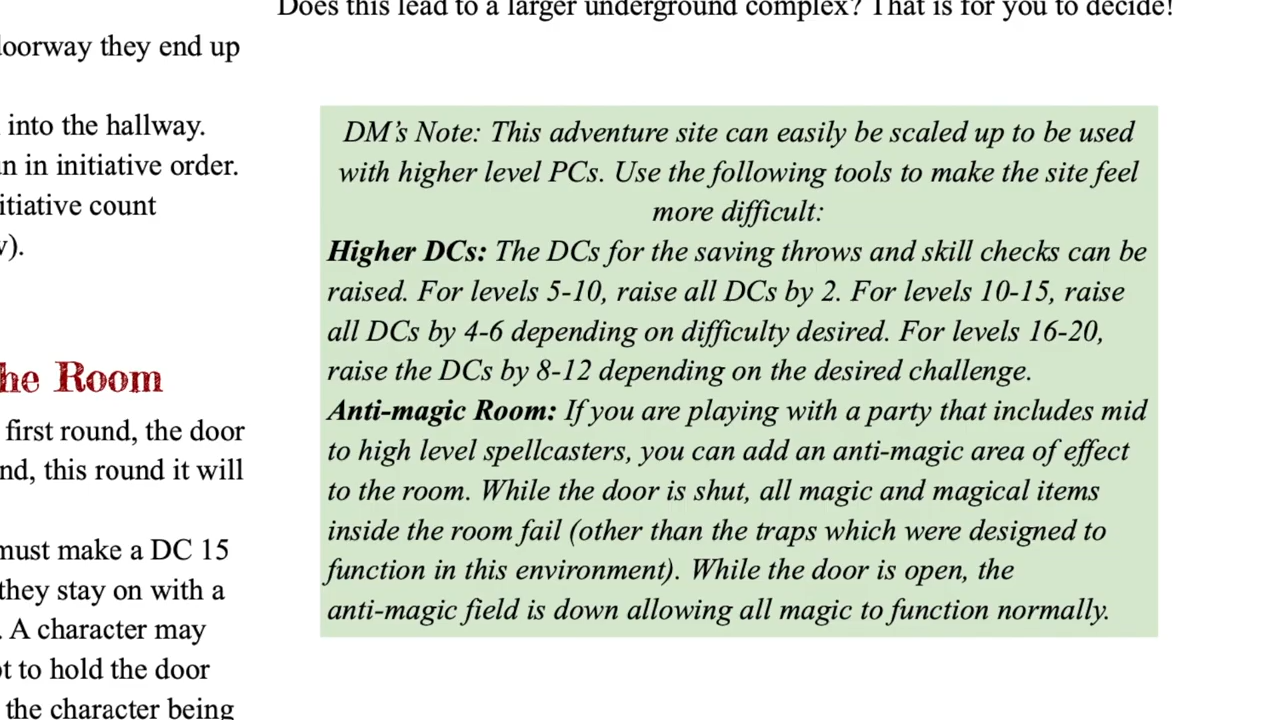 Does this lead to a larger underground complex? That is for you to decide!
doorway they end up
into the hallway.
in initiative order.
initiative count
he Room
first round, the door
this round it will
must make a DC 15
they stay on with a
A character may
to hold the door
the character being
DM’s Note: This adventure site can easily be scaled up to be used
with higher level PCs. Use the following tools to make the site feel
more difficult:
Higher DCs: The DCs for the saving throws and skill checks can be
raised. For levels 5-10, raise all DCs by 2. For levels 10-15, raise
all DCs by 4-6 depending on difficulty desired. For levels 16-20,
raise the DCs by 8-12 depending on the desired challenge.
Anti-magic Room: If you are playing with a party that includes mid
to high level spellcasters, you can add an anti-magic area of effect
to the room. While the door is shut, all magic and magical items
inside the room fail (other than the traps which were designed to
function in this environment). While the door is open, the
anti-magic field is down allowing all magic to function normally.